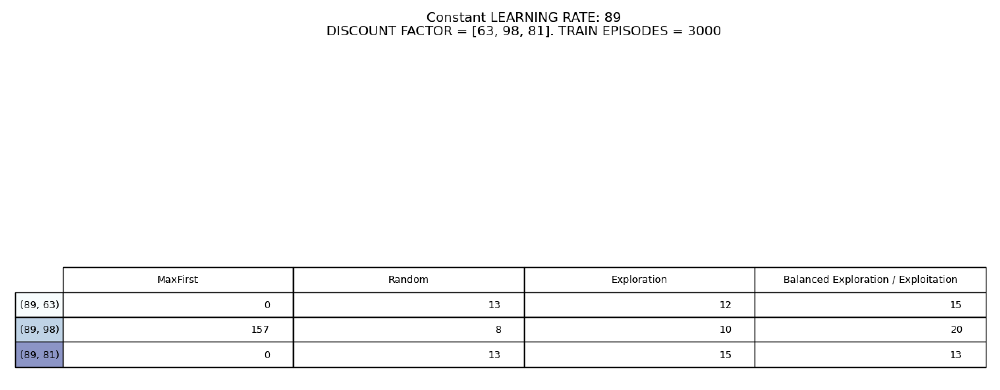 Constant LEARNING RATE: 89
DISCOUNT FACTOR = [63, 98, 81]. TRAIN EPISODES = 3000
MaxFirst Random Exploration Balanced Exploration / Exploitation
(89, 63) 0 13 12 15
(89, 98) 157 8 10 20
(89, 81) 0 13 15 13